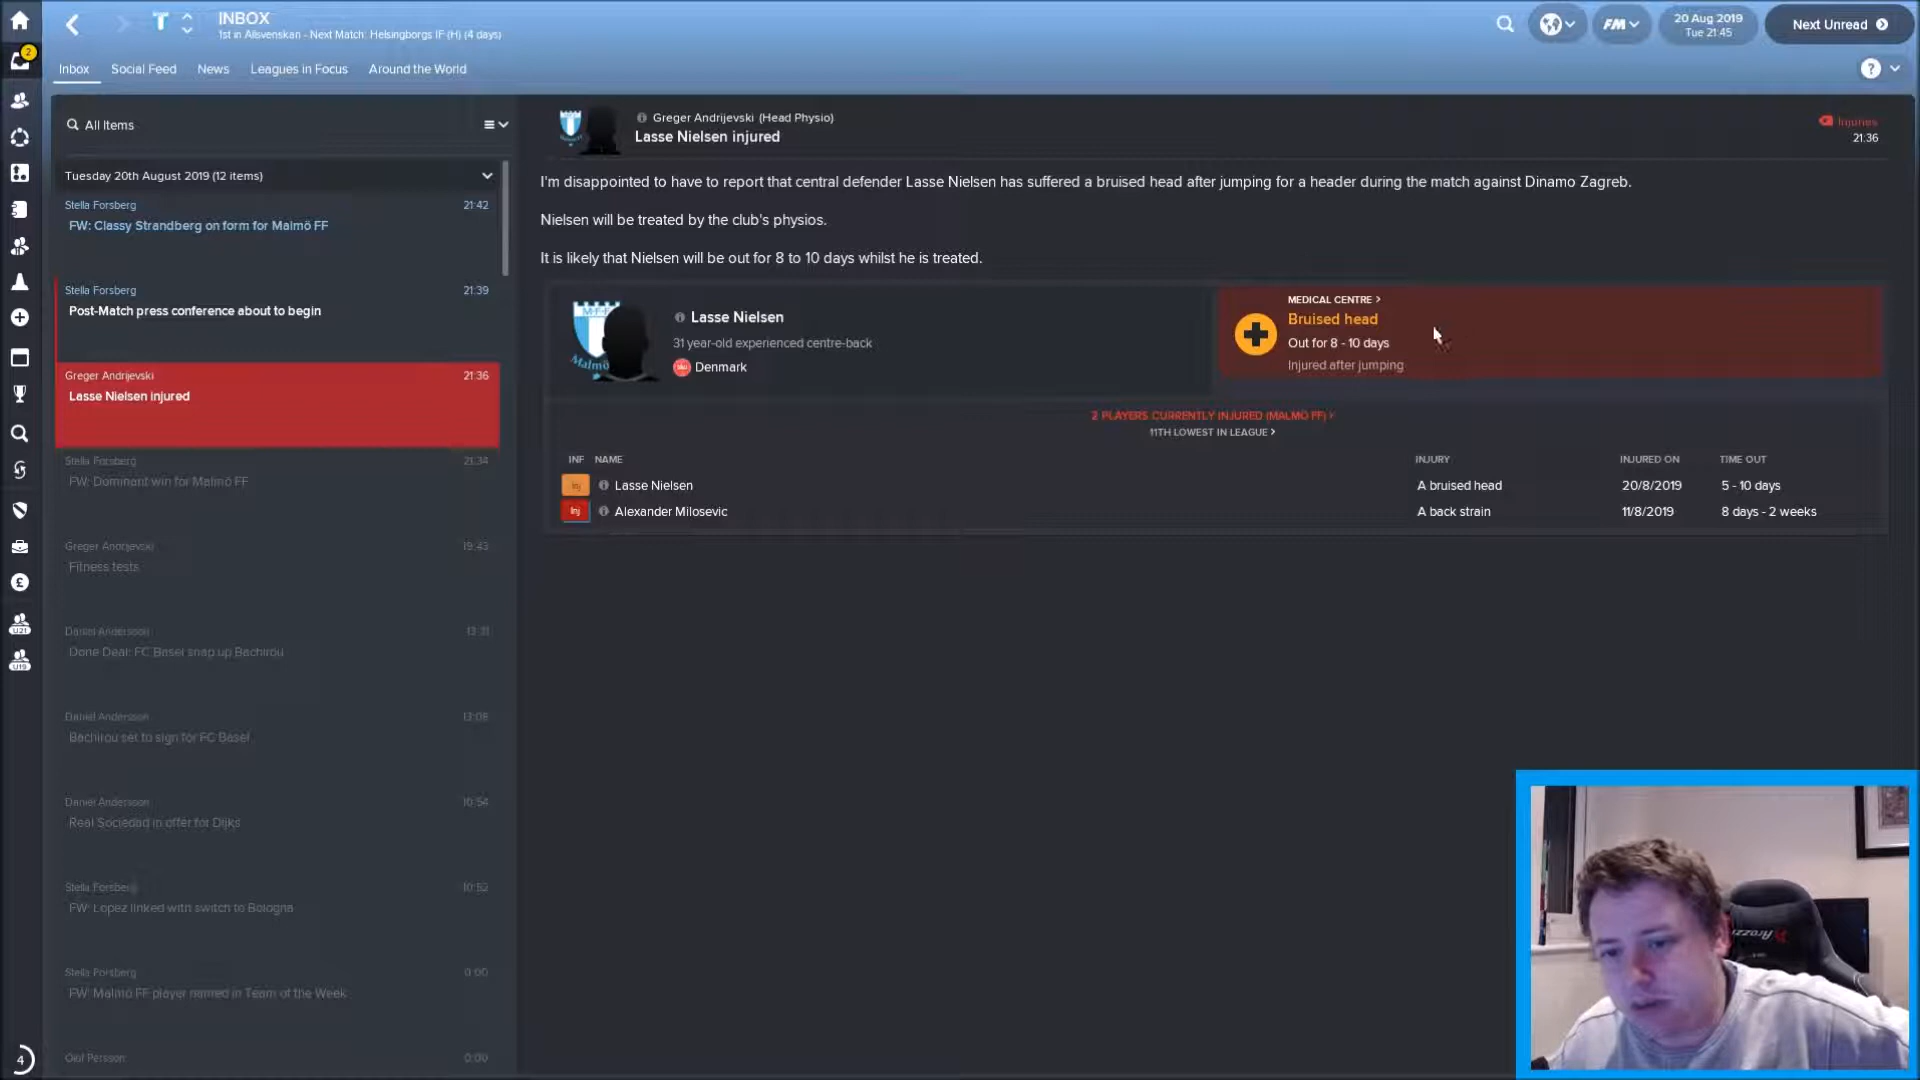 INBOX
1st in Allsvenskan - Next Match: Helsingborgs IF (H) (4 days)
FM
20 Aug 2019
Tue 21:45
Next Unread
2
Inbox
Social Feed
News
Leagues in Focus
Around the World
?
All Items
Tuesday 20th August 2019 (12 items)
Stella Forsberg 21:42
FW: Classy Strandberg on form for Malmö FF
Stella Forsberg 21:39
Post-Match press conference about to begin
Greger Andrijevski 21:36
Lasse Nielsen injured
Stella Forsberg 21:34
FW: Dominant win for Malmö FF
Greger Andrijevski 19:43
Fitness tests
Daniel Andersson 13:31
Done Deal: FC Basel snap up Bachirou
Daniel Andersson 13:08
Bachirou set to sign for FC Basel
Daniel Andersson 10:54
Real Sociedad in offer for Dijks
Stella Forsberg 10:52
FW: Lopez linked with switch to Bologna
Stella Forsberg 0:00
FW: Malmö FF player named in Team of the Week
Olof Persson 0:00
U21
U19
4
Greger Andrijevski (Head Physio)
Lasse Nielsen injured
Injuries
21:36
I'm disappointed to have to report that central defender Lasse Nielsen has suffered a bruised head after jumping for a header during the match against Dinamo Zagreb.
Nielsen will be treated by the club's physios.
It is likely that Nielsen will be out for 8 to 10 days whilst he is treated.
Malmö
Lasse Nielsen
31 year-old experienced centre-back
Denmark
MEDICAL CENTRE >
Bruised head
Out for 8 - 10 days
Injured after jumping
2 PLAYERS CURRENTLY INJURED (MALMÖ FF) >
11TH LOWEST IN LEAGUE >
INF NAME INJURY INJURED ON TIME OUT
Inj Lasse Nielsen A bruised head 20/8/2019 5 - 10 days
Inj Alexander Milosevic A back strain 11/8/2019 8 days - 2 weeks
Arozzi